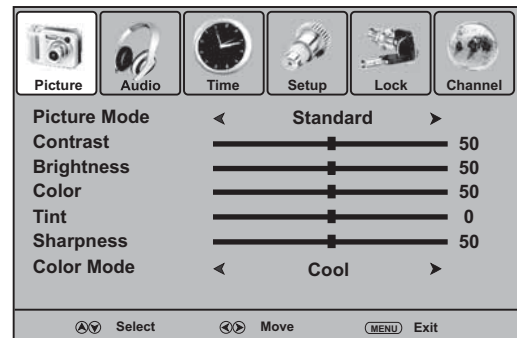 Picture Audio Time Setup Lock Channel
Picture Mode Standard
Contrast 50
Brightness 50
Color 50
Tint 0
Sharpness 50
Color Mode Cool
Select Move MENU Exit